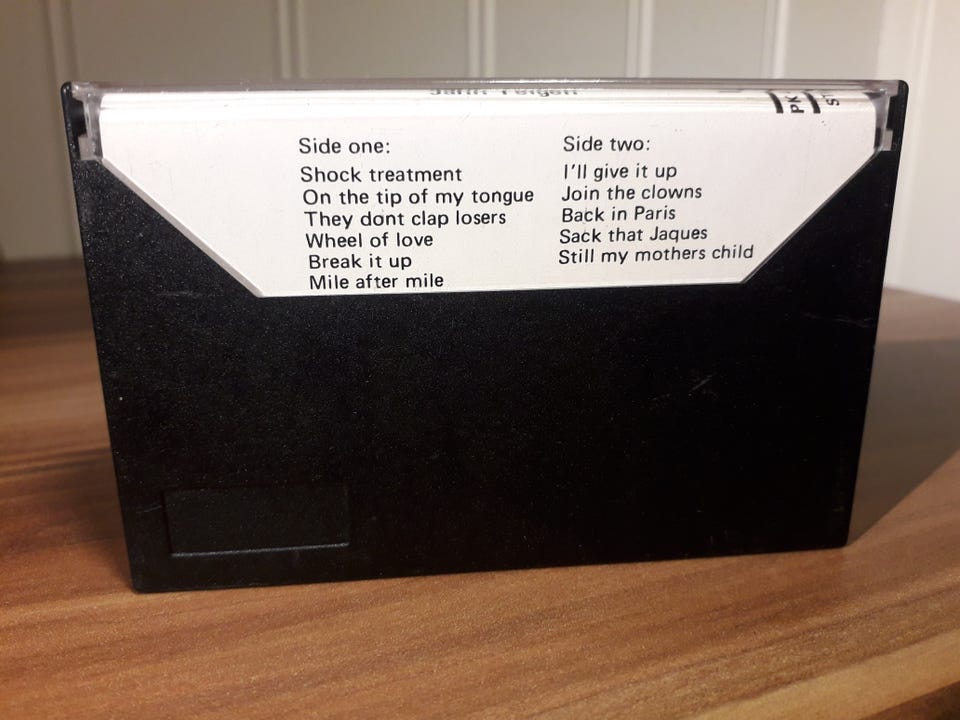 PK
ST
Side one:
Shock treatment
On the tip of my tongue
They dont clap losers
Wheel of love
Break it up
Mile after mile
Side two:
I'll give it up
Join the clowns
Back in Paris
Sack that Jaques
Still my mothers child